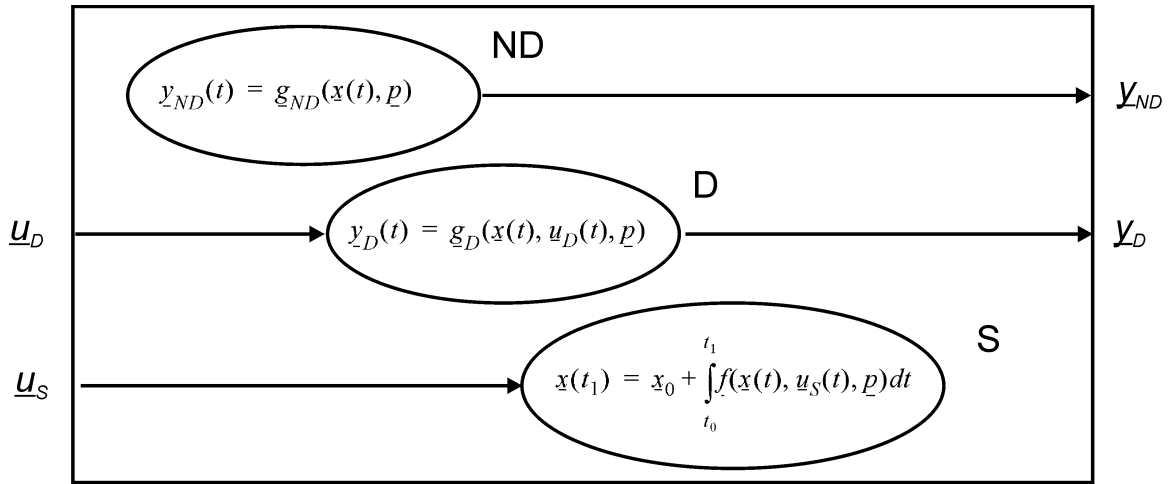 ND
y_ND(t) = g_ND(x(t), p) y_ND
D
u_D y_D(t) = g_D(x(t), u_D(t), p) y_D
S
u_S x(t_1) = x_0 + ∫_{t_0}^{t_1} f(x(t), u_S(t), p)dt